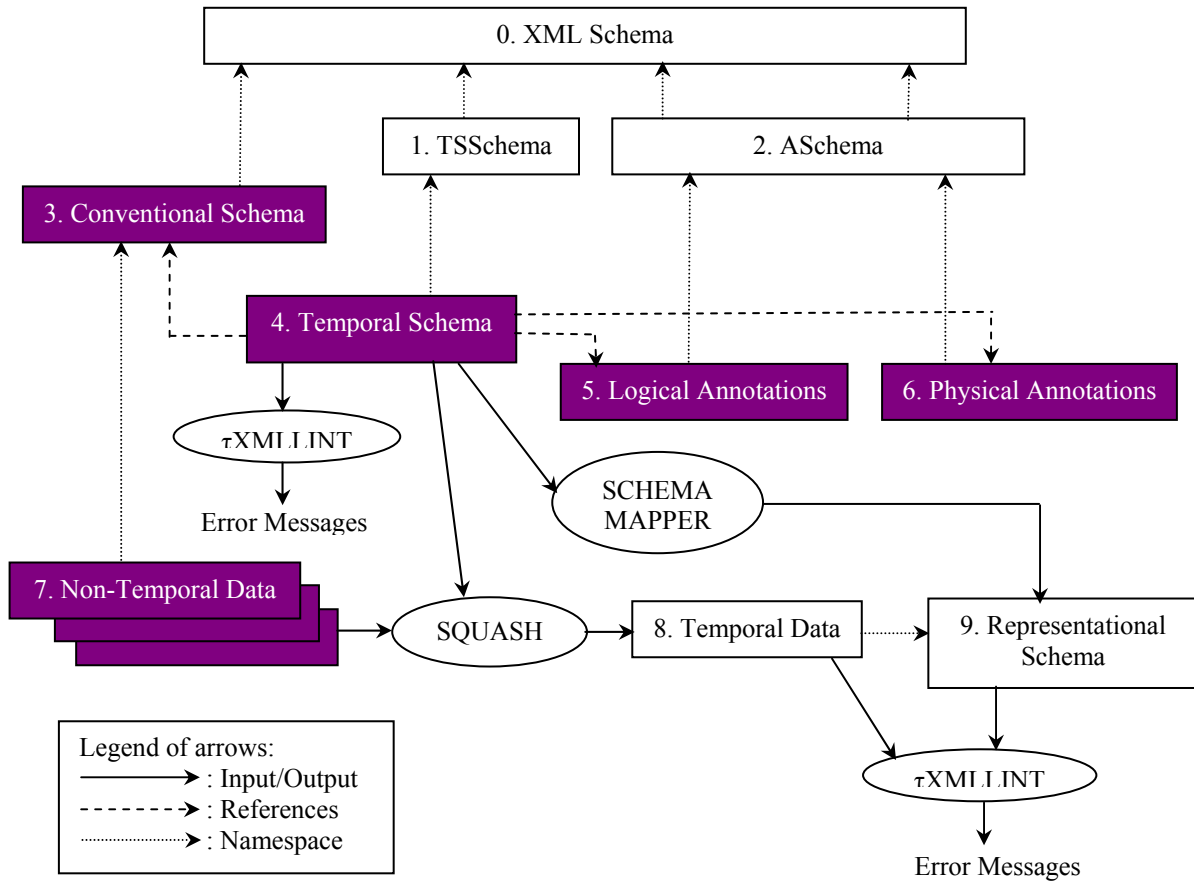 0. XML Schema
1. TSSchema
2. ASchema
3. Conventional Schema
4. Temporal Schema
5. Logical Annotations
6. Physical Annotations
τXMLLINT
SCHEMA
MAPPER
Error Messages
7. Non-Temporal Data
SQUASH
8. Temporal Data
9. Representational
Schema
Legend of arrows:
: Input/Output
: References
: Namespace
τXMLLINT
Error Messages